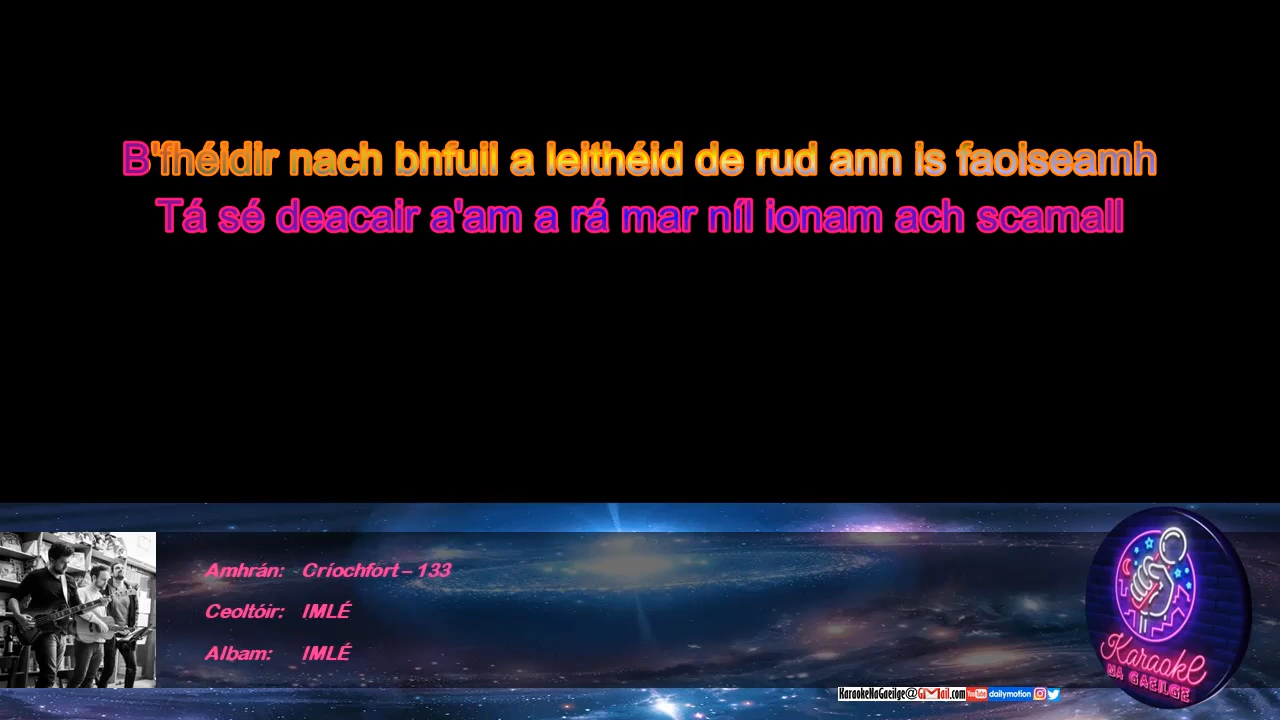 B'fhéidir nach bhfuil a leithéid de rud ann is faoiseamh
Tá sé deacair a'am a rá mar níl ionam ach scamall
Amhrán: Críochfort – 133
Ceoltóir: IMLÉ
Albam: IMLÉ
Karaoke
NA GAEILGE
KaraokeNaGaeilge@GMail.com YouTube dailymotion